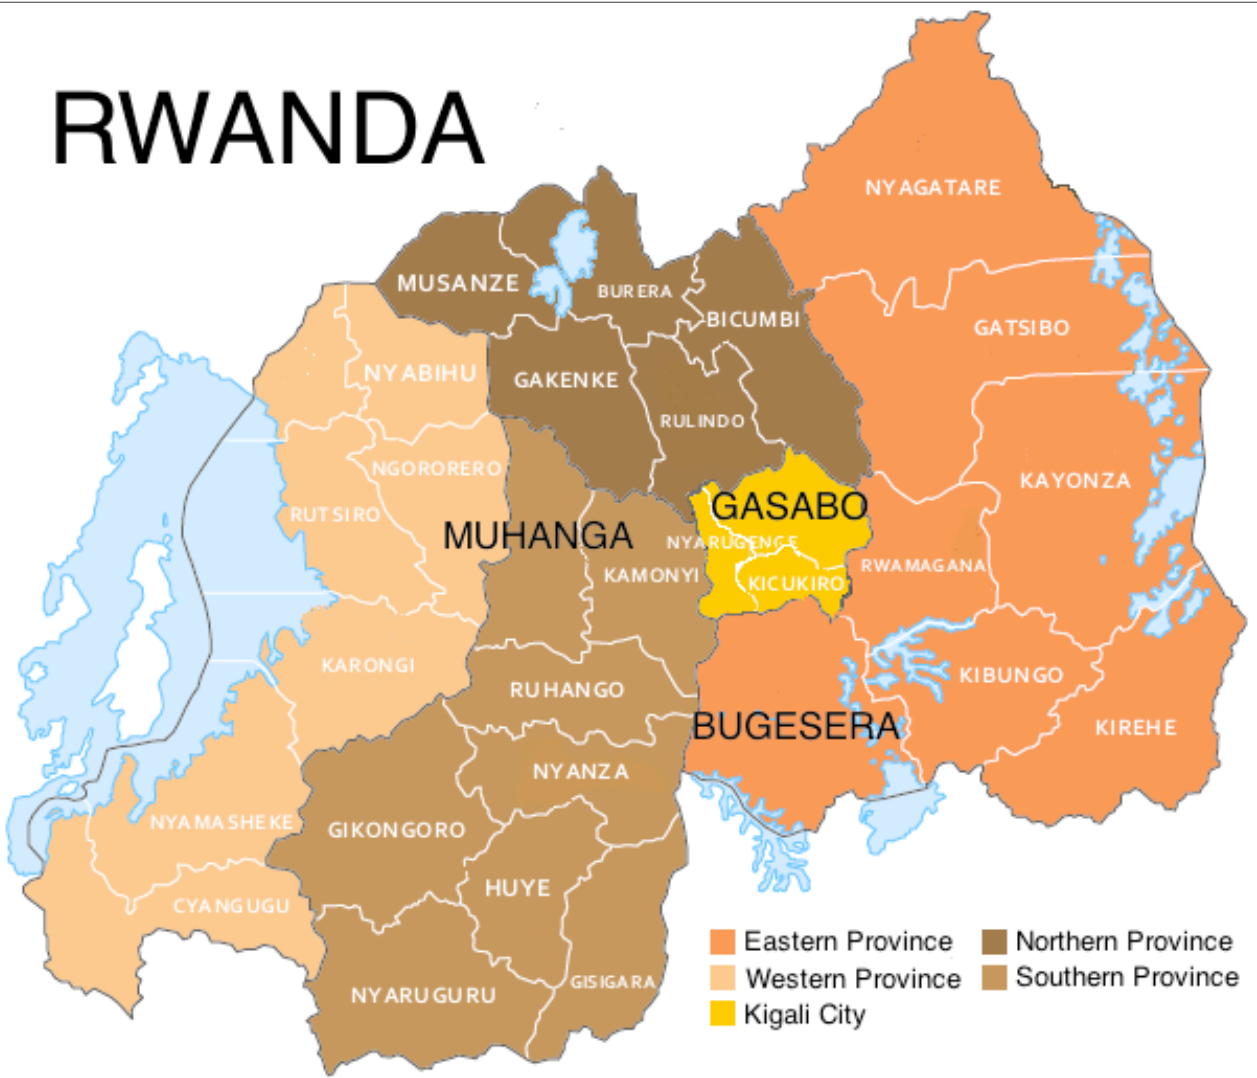 RWANDA
NYAGATARE
MUSANZE
BURERA
BICUMBI
GATSIBO
NYABIHU
GAKENKE
RULINDO
NGORORERO
KAYONZA
RUTSIRO
GASABO
MUHANGA
NYARUGENGE
KAMONYI
KICUKIRO
RWAMAGANA
KARONGI
RUHANGO
KIBUNGO
BUGESERA
KIREHE
NYANZA
NYAMASHEKE
GIKONGORO
HUYE
CYANGUGU
GISIGARA
NYARUGURU
Eastern Province
Northern Province
Western Province
Southern Province
Kigali City